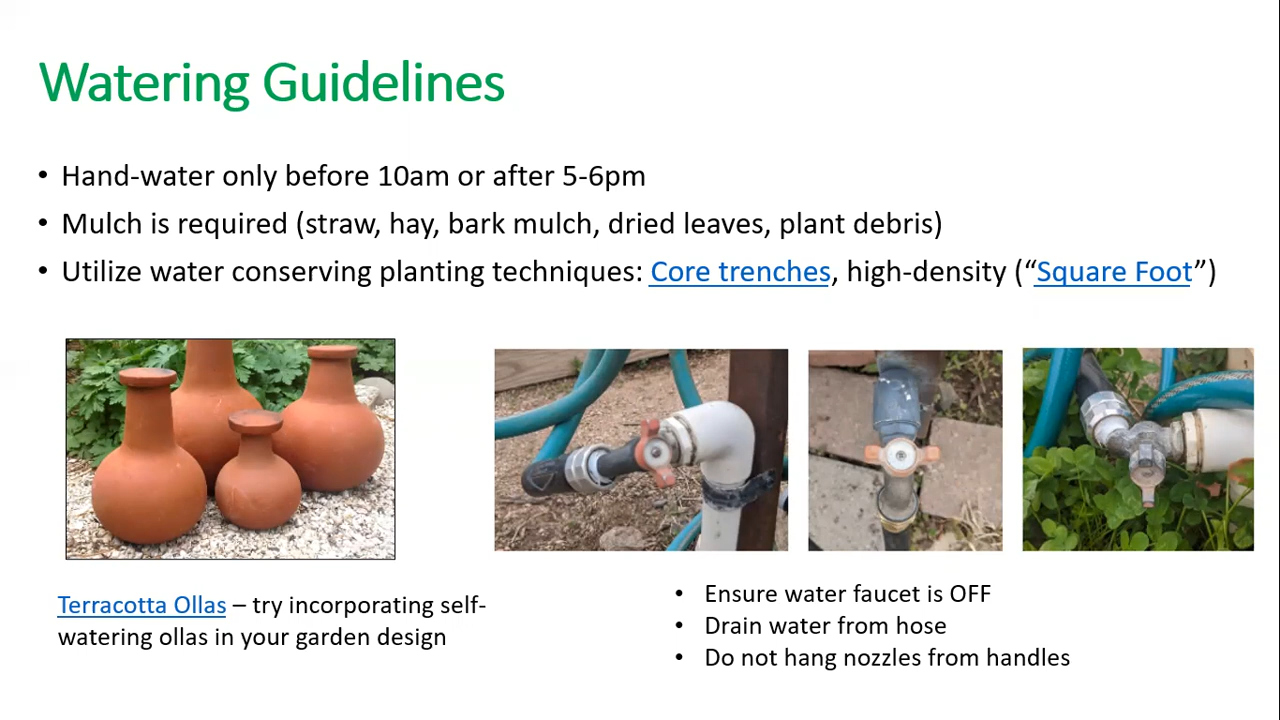 Watering Guidelines
• Hand-water only before 10am or after 5-6pm
• Mulch is required (straw, hay, bark mulch, dried leaves, plant debris)
• Utilize water conserving planting techniques: Core trenches, high-density (“Square Foot”)
Terracotta Ollas – try incorporating self-
watering ollas in your garden design
• Ensure water faucet is OFF
• Drain water from hose
• Do not hang nozzles from handles